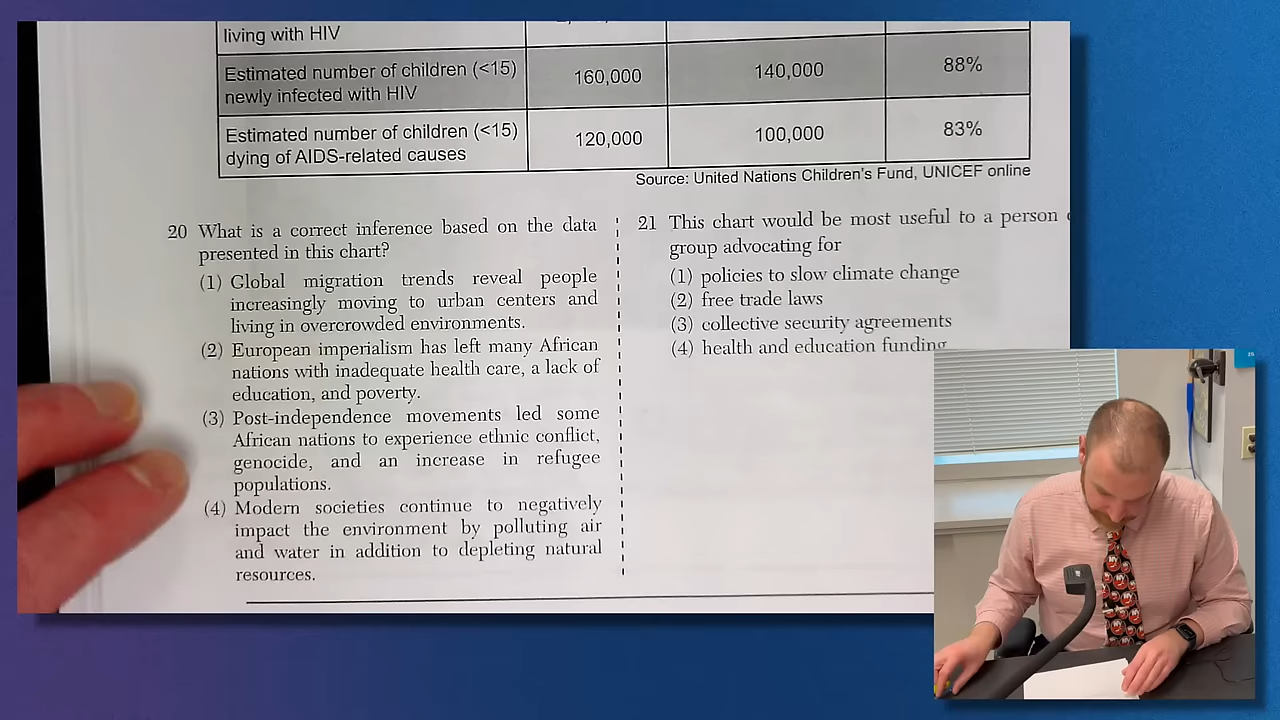 living with HIV
Estimated number of children (<15)
newly infected with HIV
160,000
140,000
88%
Estimated number of children (<15)
dying of AIDS-related causes
120,000
100,000
83%
Source: United Nations Children's Fund, UNICEF online
20 What is a correct inference based on the data
presented in this chart?
(1) Global migration trends reveal people
increasingly moving to urban centers and
living in overcrowded environments.
(2) European imperialism has left many African
nations with inadequate health care, a lack of
education, and poverty.
(3) Post-independence movements led some
African nations to experience ethnic conflict,
genocide, and an increase in refugee
populations.
(4) Modern societies continue to negatively
impact the environment by polluting air
and water in addition to depleting natural
resources.
21 This chart would be most useful to a person
group advocating for
(1) policies to slow climate change
(2) free trade laws
(3) collective security agreements
(4) health and education funding